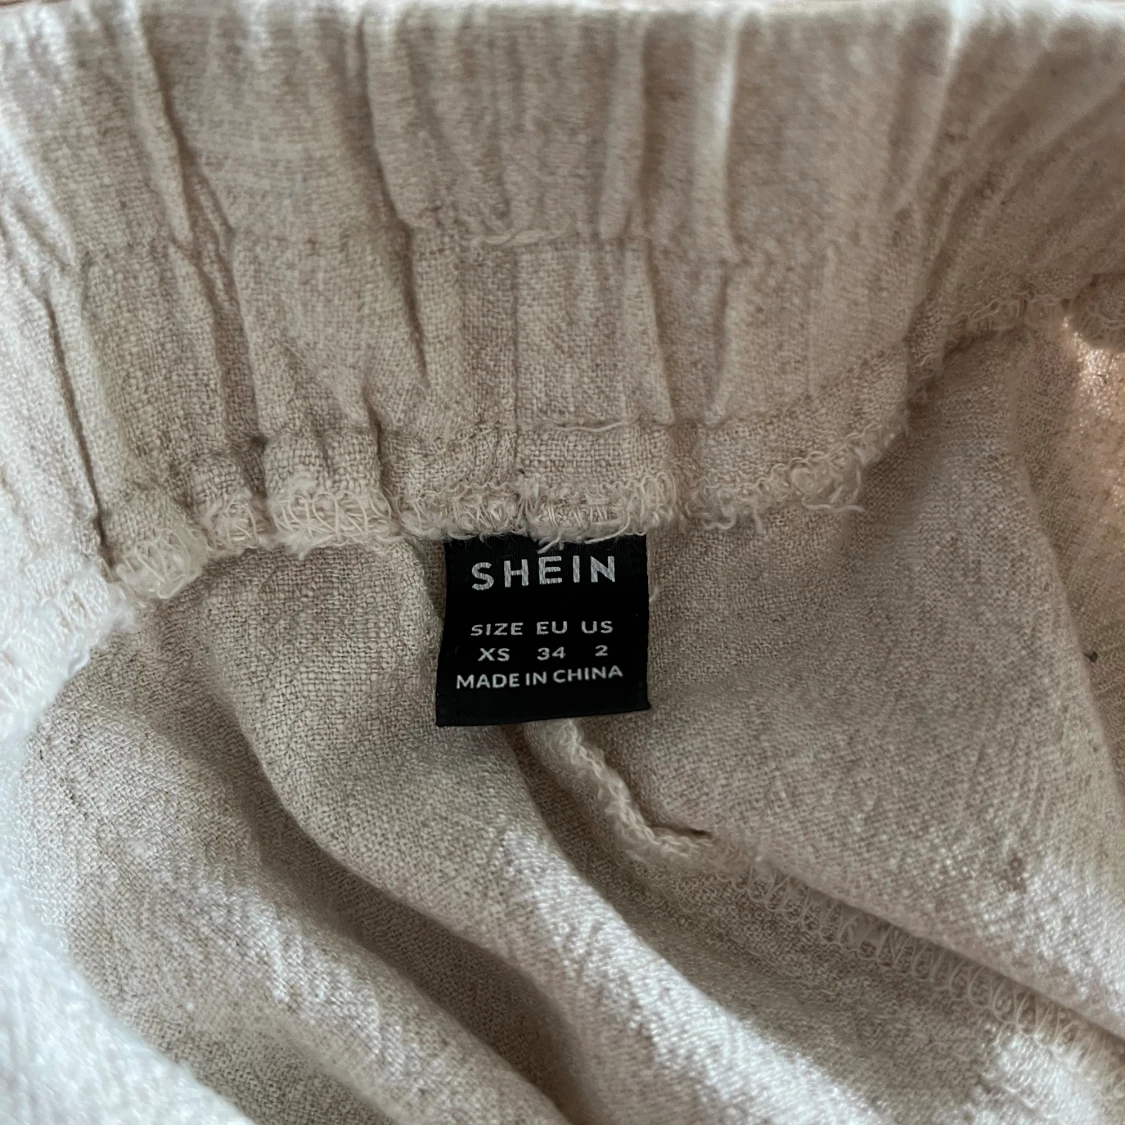 SHEIN
SIZE EU US
XS 34 2
MADE IN CHINA